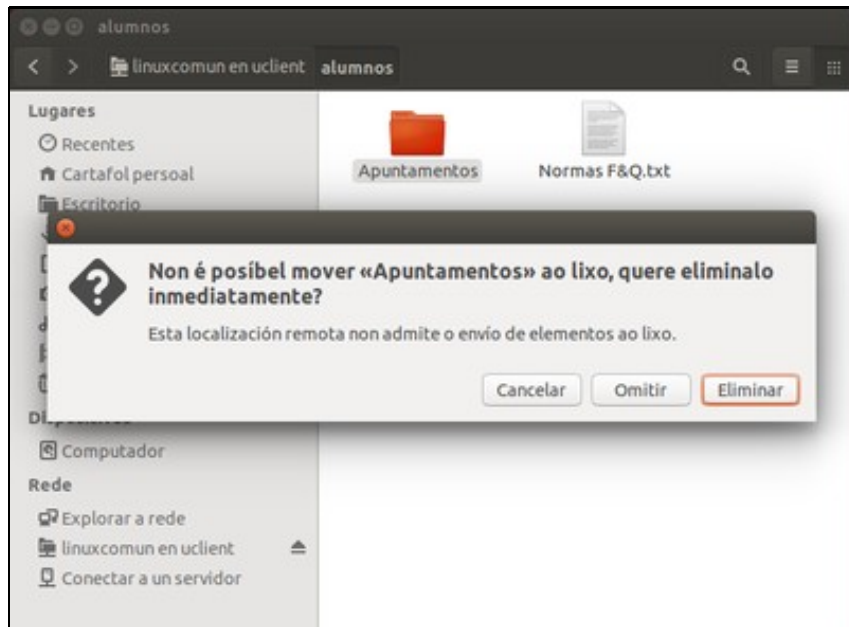 alumnos
linuxcomun en uclient alumnos
Lugares
Recentes
Cartafol persoal
Escritorio
Apuntamentos
Normas F&Q.txt
Non é posíbel mover «Apuntamentos» ao lixo, quere eliminalo
inmediatamente?
Esta localización remota non admite o envío de elementos ao lixo.
Cancelar
Omitir
Eliminar
Computador
Rede
Explorar a rede
linuxcomun en uclient
Conectar a un servidor